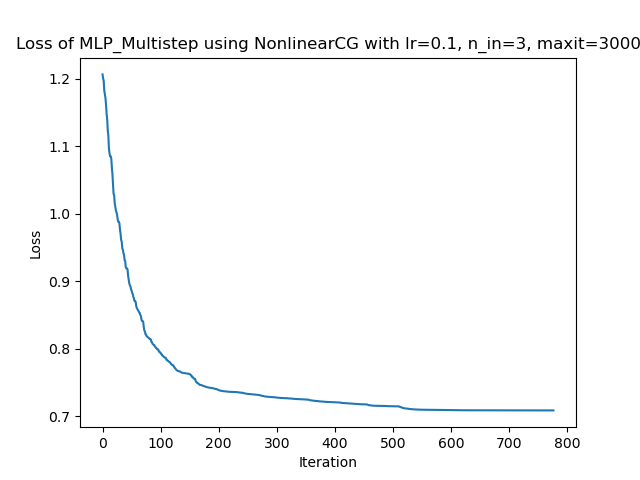 Loss of MLP_Multistep using NonlinearCG with lr=0.1, n_in=3, maxit=3000
1.2
1.1
1.0
0.9
0.8
0.7
Loss
0 100 200 300 400 500 600 700 800
Iteration